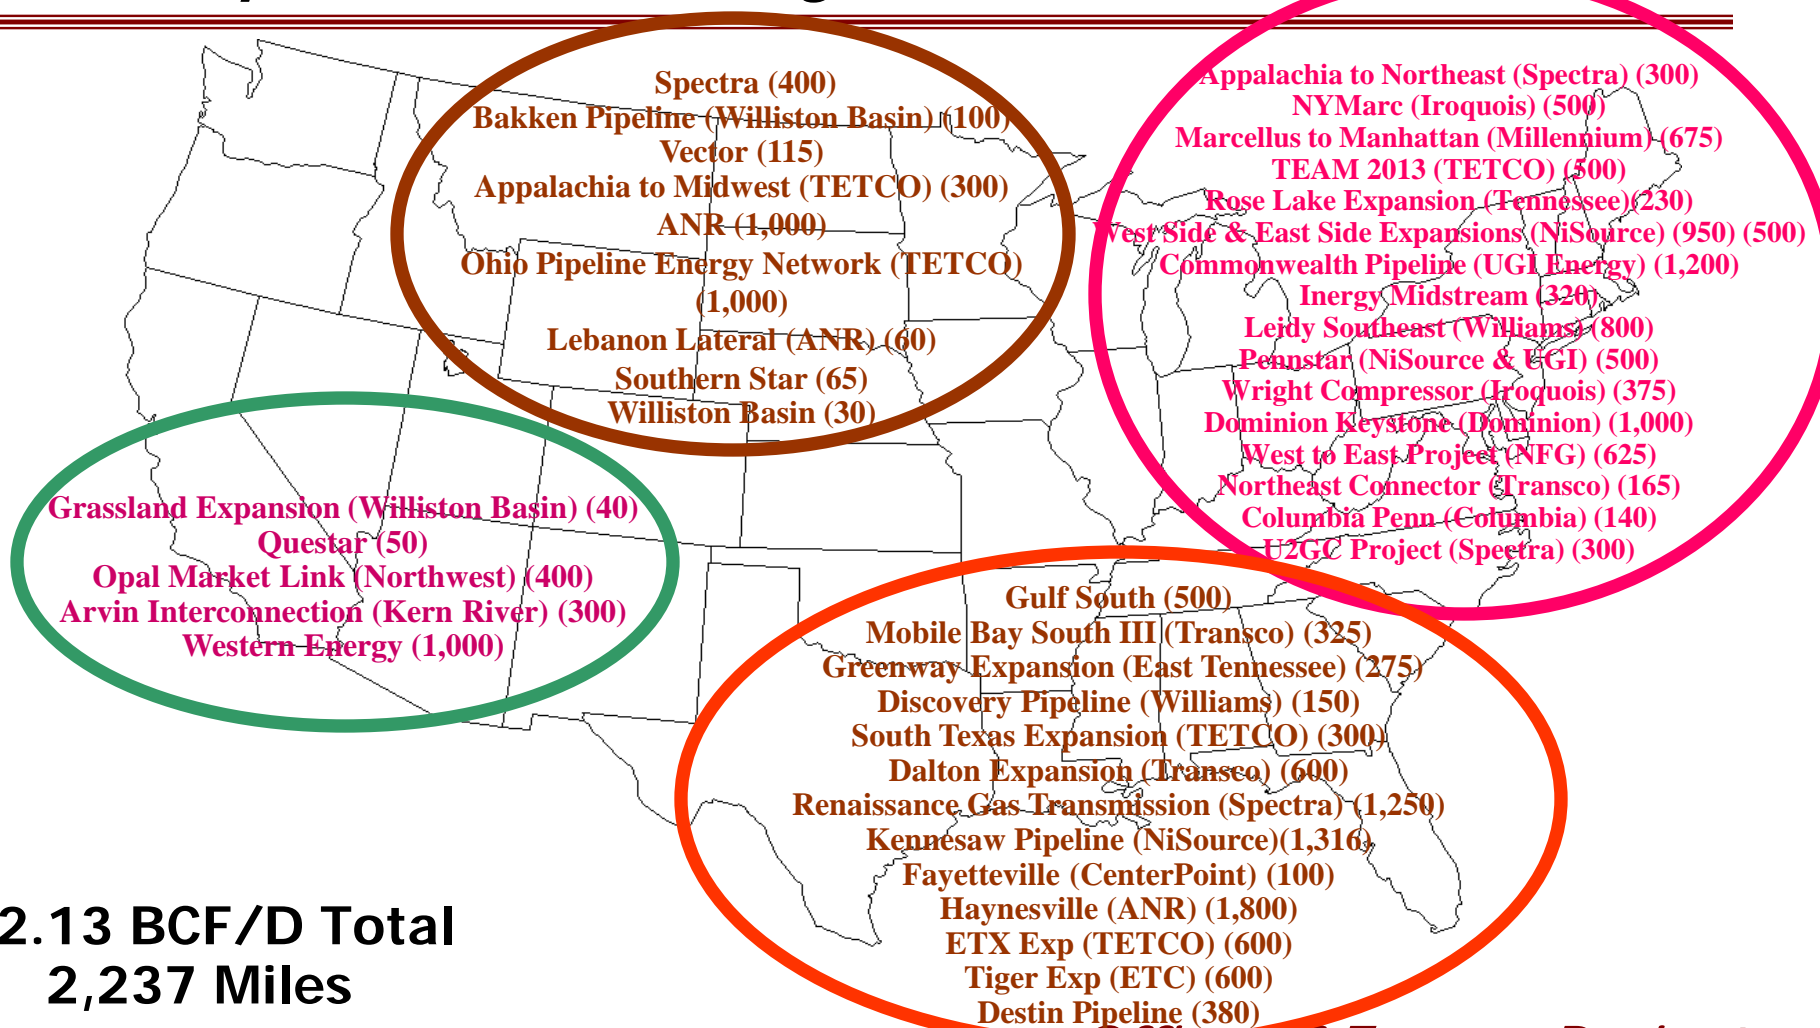 Spectra (400)
Bakken Pipeline (Williston Basin) (100)
Vector (115)
Appalachia to Midwest (TETCO) (300)
ANR (1,000)
Ohio Pipeline Energy Network (TETCO)
(1,000)
Lebanon Lateral (ANR) (60)
Southern Star (65)
Williston Basin (30)
Appalachia to Northeast (Spectra) (300)
NYMarc (Iroquois) (500)
Marcellus to Manhattan (Millennium) (675)
TEAM 2013 (TETCO) (500)
Rose Lake Expansion (Tennessee)(230)
West Side & East Side Expansions (NiSource) (950) (500)
Commonwealth Pipeline (UGI Energy) (1,200)
Inergy Midstream (320)
Leidy Southeast (Williams) (800)
Pennstar (NiSource & UGI) (500)
Wright Compressor (Iroquois) (375)
Dominion Keystone (Dominion) (1,000)
West to East Project (NFG) (625)
Northeast Connector (Transco) (165)
Columbia Penn (Columbia) (140)
U2GC Project (Spectra) (300)
Grassland Expansion (Williston Basin) (40)
Questar (50)
Opal Market Link (Northwest) (400)
Arvin Interconnection (Kern River) (300)
Western Energy (1,000)
Gulf South (500)
Mobile Bay South III (Transco) (325)
Greenway Expansion (East Tennessee) (275)
Discovery Pipeline (Williams) (150)
South Texas Expansion (TETCO) (300)
Dalton Expansion (Transco) (600)
Renaissance Gas Transmission (Spectra) (1,250)
Kennesaw Pipeline (NiSource)(1,316)
Fayetteville (CenterPoint) (100)
Haynesville (ANR) (1,800)
ETX Exp (TETCO) (600)
Tiger Exp (ETC) (600)
Destin Pipeline (380)
2.13 BCF/D Total
2,237 Miles